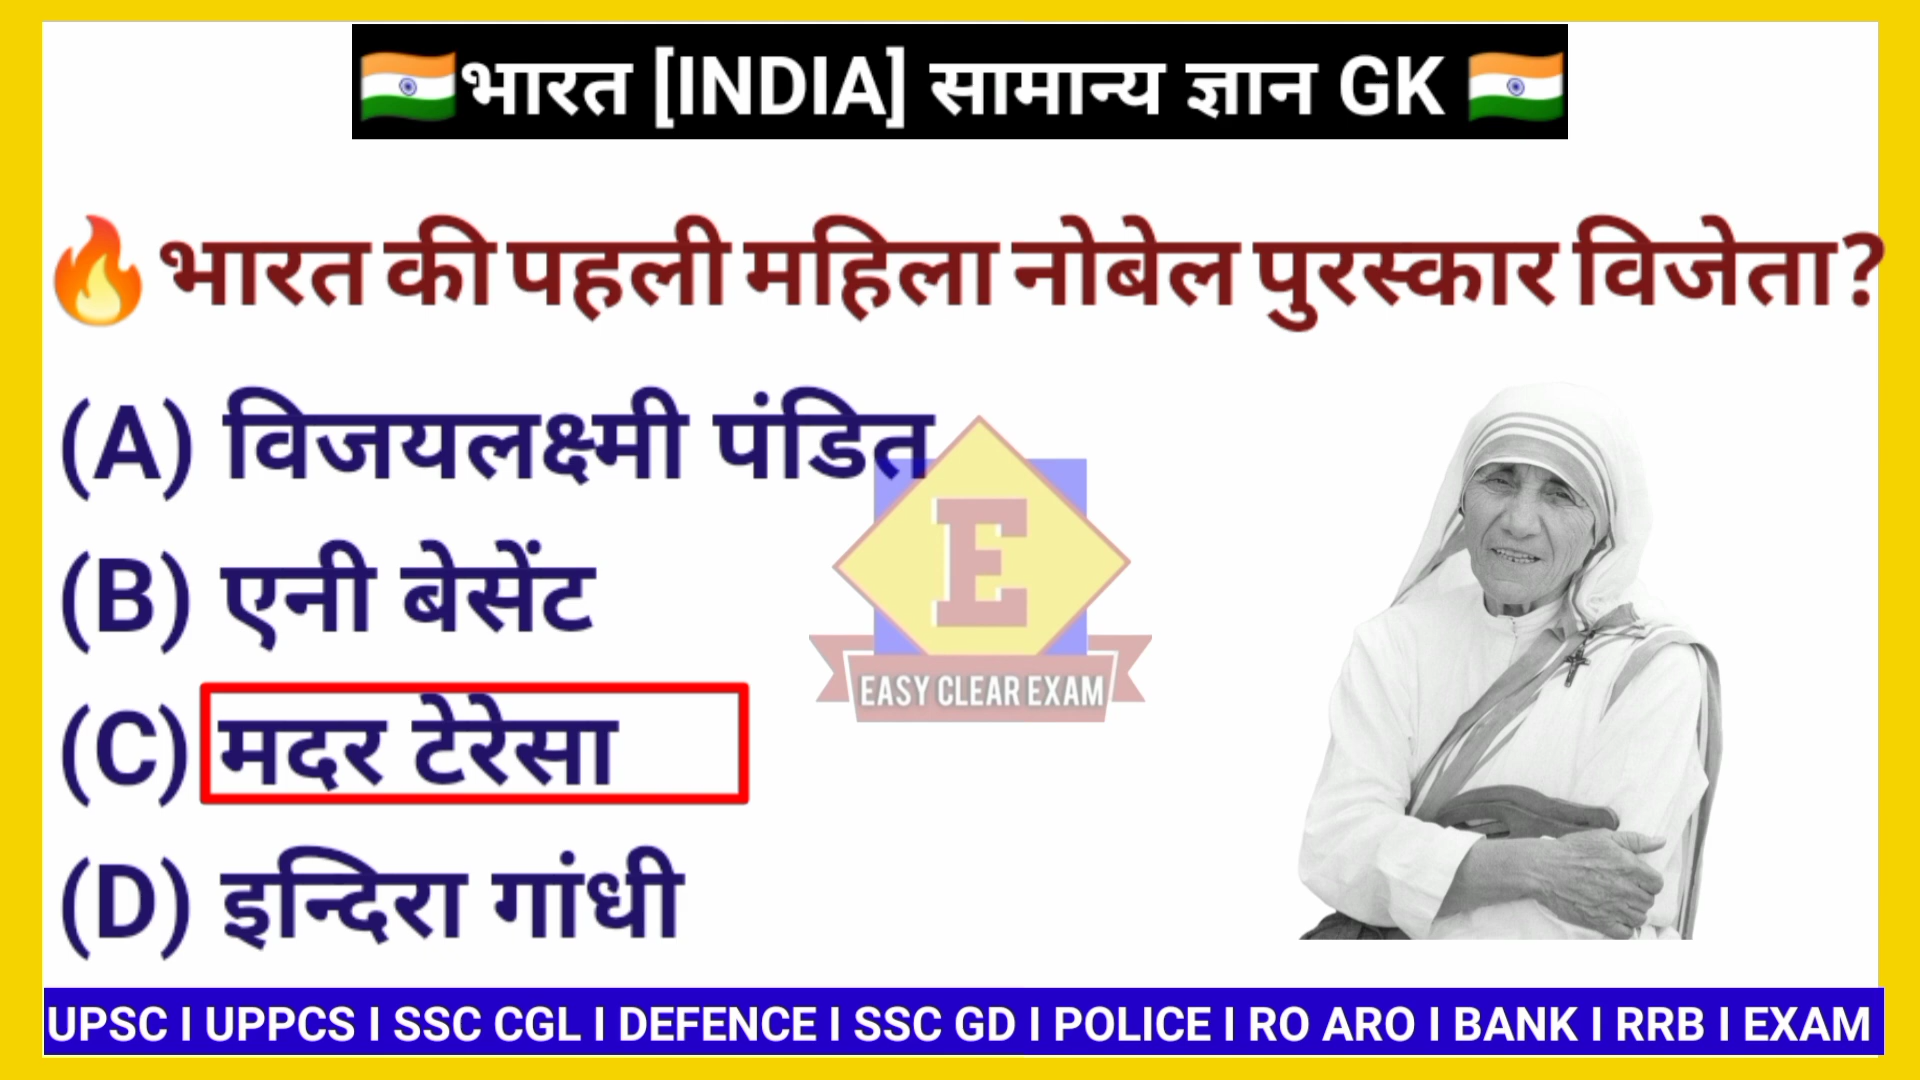 🇮🇳भारत [INDIA] सामान्य ज्ञान GK 🇮🇳
🔥भारत की पहली महिला नोबेल पुरस्कार विजेता?
(A) विजयलक्ष्मी पंडित
(B) एनी बेसेंट
(C) मदर टेरेसा
(D) इन्दिरा गांधी
E
EASY CLEAR EXAM
UPSC I UPPCS I SSC CGL I DEFENCE I SSC GD I POLICE I RO ARO I BANK I RRB I EXAM